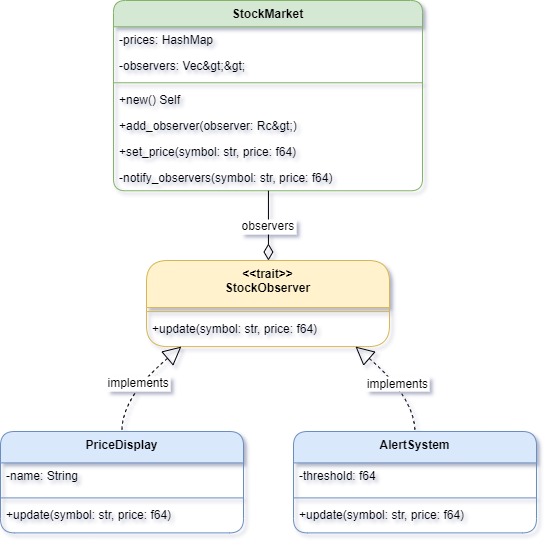 StockMarket
-prices: HashMap
-observers: Vec&gt;&gt;
+new() Self
+add_observer(observer: Rc&gt;)
+set_price(symbol: str, price: f64)
-notify_observers(symbol: str, price: f64)
observers
<<trait>>
StockObserver
+update(symbol: str, price: f64)
implements
implements
PriceDisplay
-name: String
+update(symbol: str, price: f64)
AlertSystem
-threshold: f64
+update(symbol: str, price: f64)